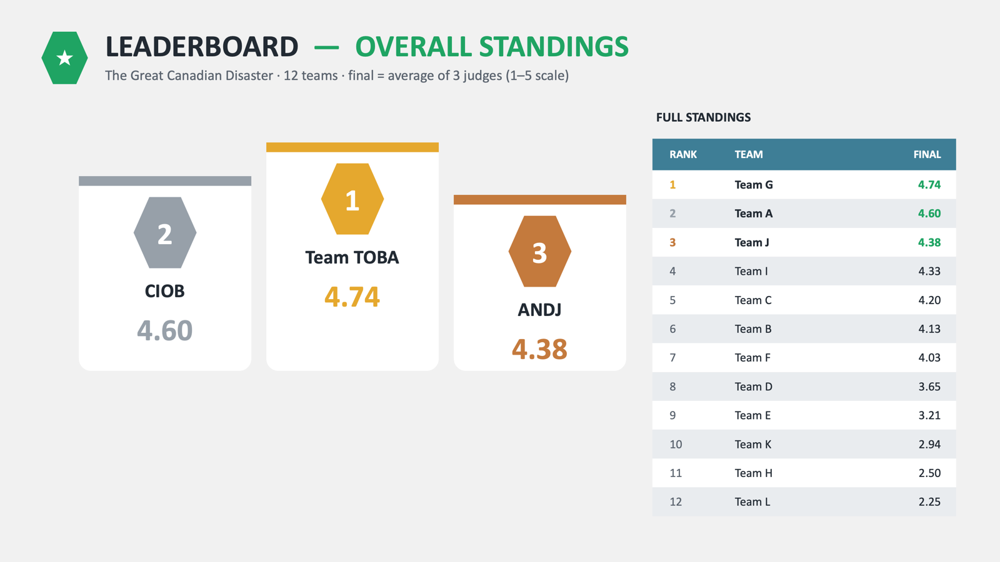 LEADERBOARD — OVERALL STANDINGS
The Great Canadian Disaster · 12 teams · final = average of 3 judges (1–5 scale)
2
CIOB
4.60
1
Team TOBA
4.74
3
ANDJ
4.38
FULL STANDINGS
RANK TEAM FINAL
1 Team G 4.74
2 Team A 4.60
3 Team J 4.38
4 Team I 4.33
5 Team C 4.20
6 Team B 4.13
7 Team F 4.03
8 Team D 3.65
9 Team E 3.21
10 Team K 2.94
11 Team H 2.50
12 Team L 2.25